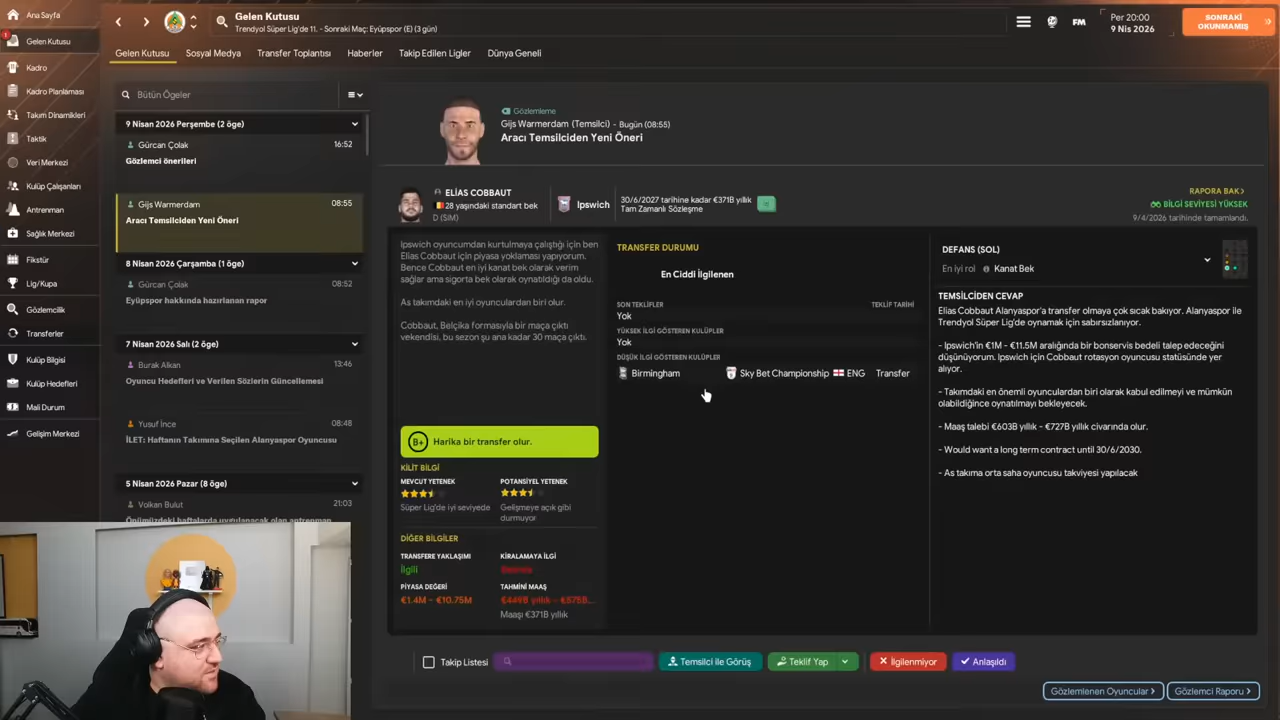 Ana Sayfa
1
Gelen Kutusu
Kadro
Kadro Planlaması
Takım Dinamikleri
Taktik
Veri Merkezi
Kulüp Çalışanları
Antrenman
Sağlık Merkezi
Fikstür
Lig/Kupa
Gözlemcilik
Transferler
Kulüp Bilgisi
Kulüp Hedefleri
Mali Durum
Gelişim Merkezi
Gelen Kutusu
Trendyol Süper Lig'de 11. - Sonraki Maç: Eyüpspor (E) (3 gün)
FM
Per 20:00
9 Nis 2026
SONRAKİ
OKUNMAMIŞ
Gelen Kutusu
Sosyal Medya
Transfer Toplantısı
Haberler
Takip Edilen Ligler
Dünya Geneli
Bütün Ögeler
9 Nisan 2026 Perşembe (2 öge)
Gürcan Çolak
16:52
Gözlemci önerileri
Gijs Warmerdam
08:55
Aracı Temsilciden Yeni Öneri
8 Nisan 2026 Çarşamba (1 öge)
Gürcan Çolak
08:52
Eyüpspor hakkında hazırlanan rapor
7 Nisan 2026 Salı (2 öge)
Burak Alkan
13:46
Oyuncu Hedefleri ve Verilen Sözlerin Güncellemesi
Yusuf İnce
08:48
İLET: Haftanın Takımına Seçilen Alanyaspor Oyuncusu
5 Nisan 2026 Pazar (8 öge)
Volkan Bulut
21:03
Önümüzdeki haftalarda uygulanacak olan antrenman
Gözlemleme
Gijs Warmerdam (Temsilci) - Bugün (08:55)
Aracı Temsilciden Yeni Öneri
ELİAS COBBAUT
28 yaşındaki standart bek
D (SİM)
Ipswich
30/6/2027 tarihine kadar €371B yıllık
Tam Zamanlı Sözleşme
RAPORA BAK>
BİLGİ SEVİYESİ YÜKSEK
9/4/2026 tarihinde tamamlandı.
Ipswich oyuncumdan kurtulmaya çalıştığı için ben
Elias Cobbaut için piyasa yoklaması yapıyorum.
Bence Cobbaut en iyi kanat bek olarak verim
sağlar ama sigorta bek olarak oynatıldığı da oldu.
As takımdaki en iyi oyunculardan biri olur.
Cobbaut, Belçika formasıyla bir maça çıktı
vekendisi, bu sezon şu ana kadar 30 maça çıktı.
B+
Harika bir transfer olur.
KİLİT BİLGİ
MEVCUT YETENEK
POTANSİYEL YETENEK
Süper Lig'de iyi seviyede
Gelişmeye açık gibi
durmuyor
DİĞER BİLGİLER
TRANSFERE YAKLAŞIMI
KİRALAMAYA İLGİ
İlgili
PİYASA DEĞERİ
TAHMİNİ MAAŞ
€1.4M - €10.75M
€449B yıllık - €575B...
Maaşı €371B yıllık
TRANSFER DURUMU
En Ciddi İlgilenen
SON TEKLİFLER
TEKLİF TARİHİ
Yok
YÜKSEK İLGİ GÖSTEREN KULÜPLER
Yok
DÜŞÜK İLGİ GÖSTEREN KULÜPLER
Birmingham
Sky Bet Championship
ENG
Transfer
DEFANS (SOL)
En iyi rol
Kanat Bek
TEMSİLCİDEN CEVAP
Elias Cobbaut Alanyaspor'a transfer olmaya çok sıcak bakıyor. Alanyaspor ile
Trendyol Süper Lig'de oynamak için sabırsızlanıyor.
- Ipswich'in €1M - €11.5M aralığında bir bonservis bedeli talep edeceğini
düşünüyorum. Ipswich için Cobbaut rotasyon oyuncusu statüsünde yer
alıyor.
- Takımdaki en önemli oyunculardan biri olarak kabul edilmeyi ve mümkün
olabildiğince oynatılmayı bekleyecek.
- Maaş talebi €603B yıllık - €727B yıllık civarında olur.
- Would want a long term contract until 30/6/2030.
- As takıma orta saha oyuncusu takviyesi yapılacak
Takip Listesi
Temsilci ile Görüş
Teklif Yap
İlgilenmiyor
Anlaşıldı
Gözlemlenen Oyuncular >
Gözlemci Raporu >